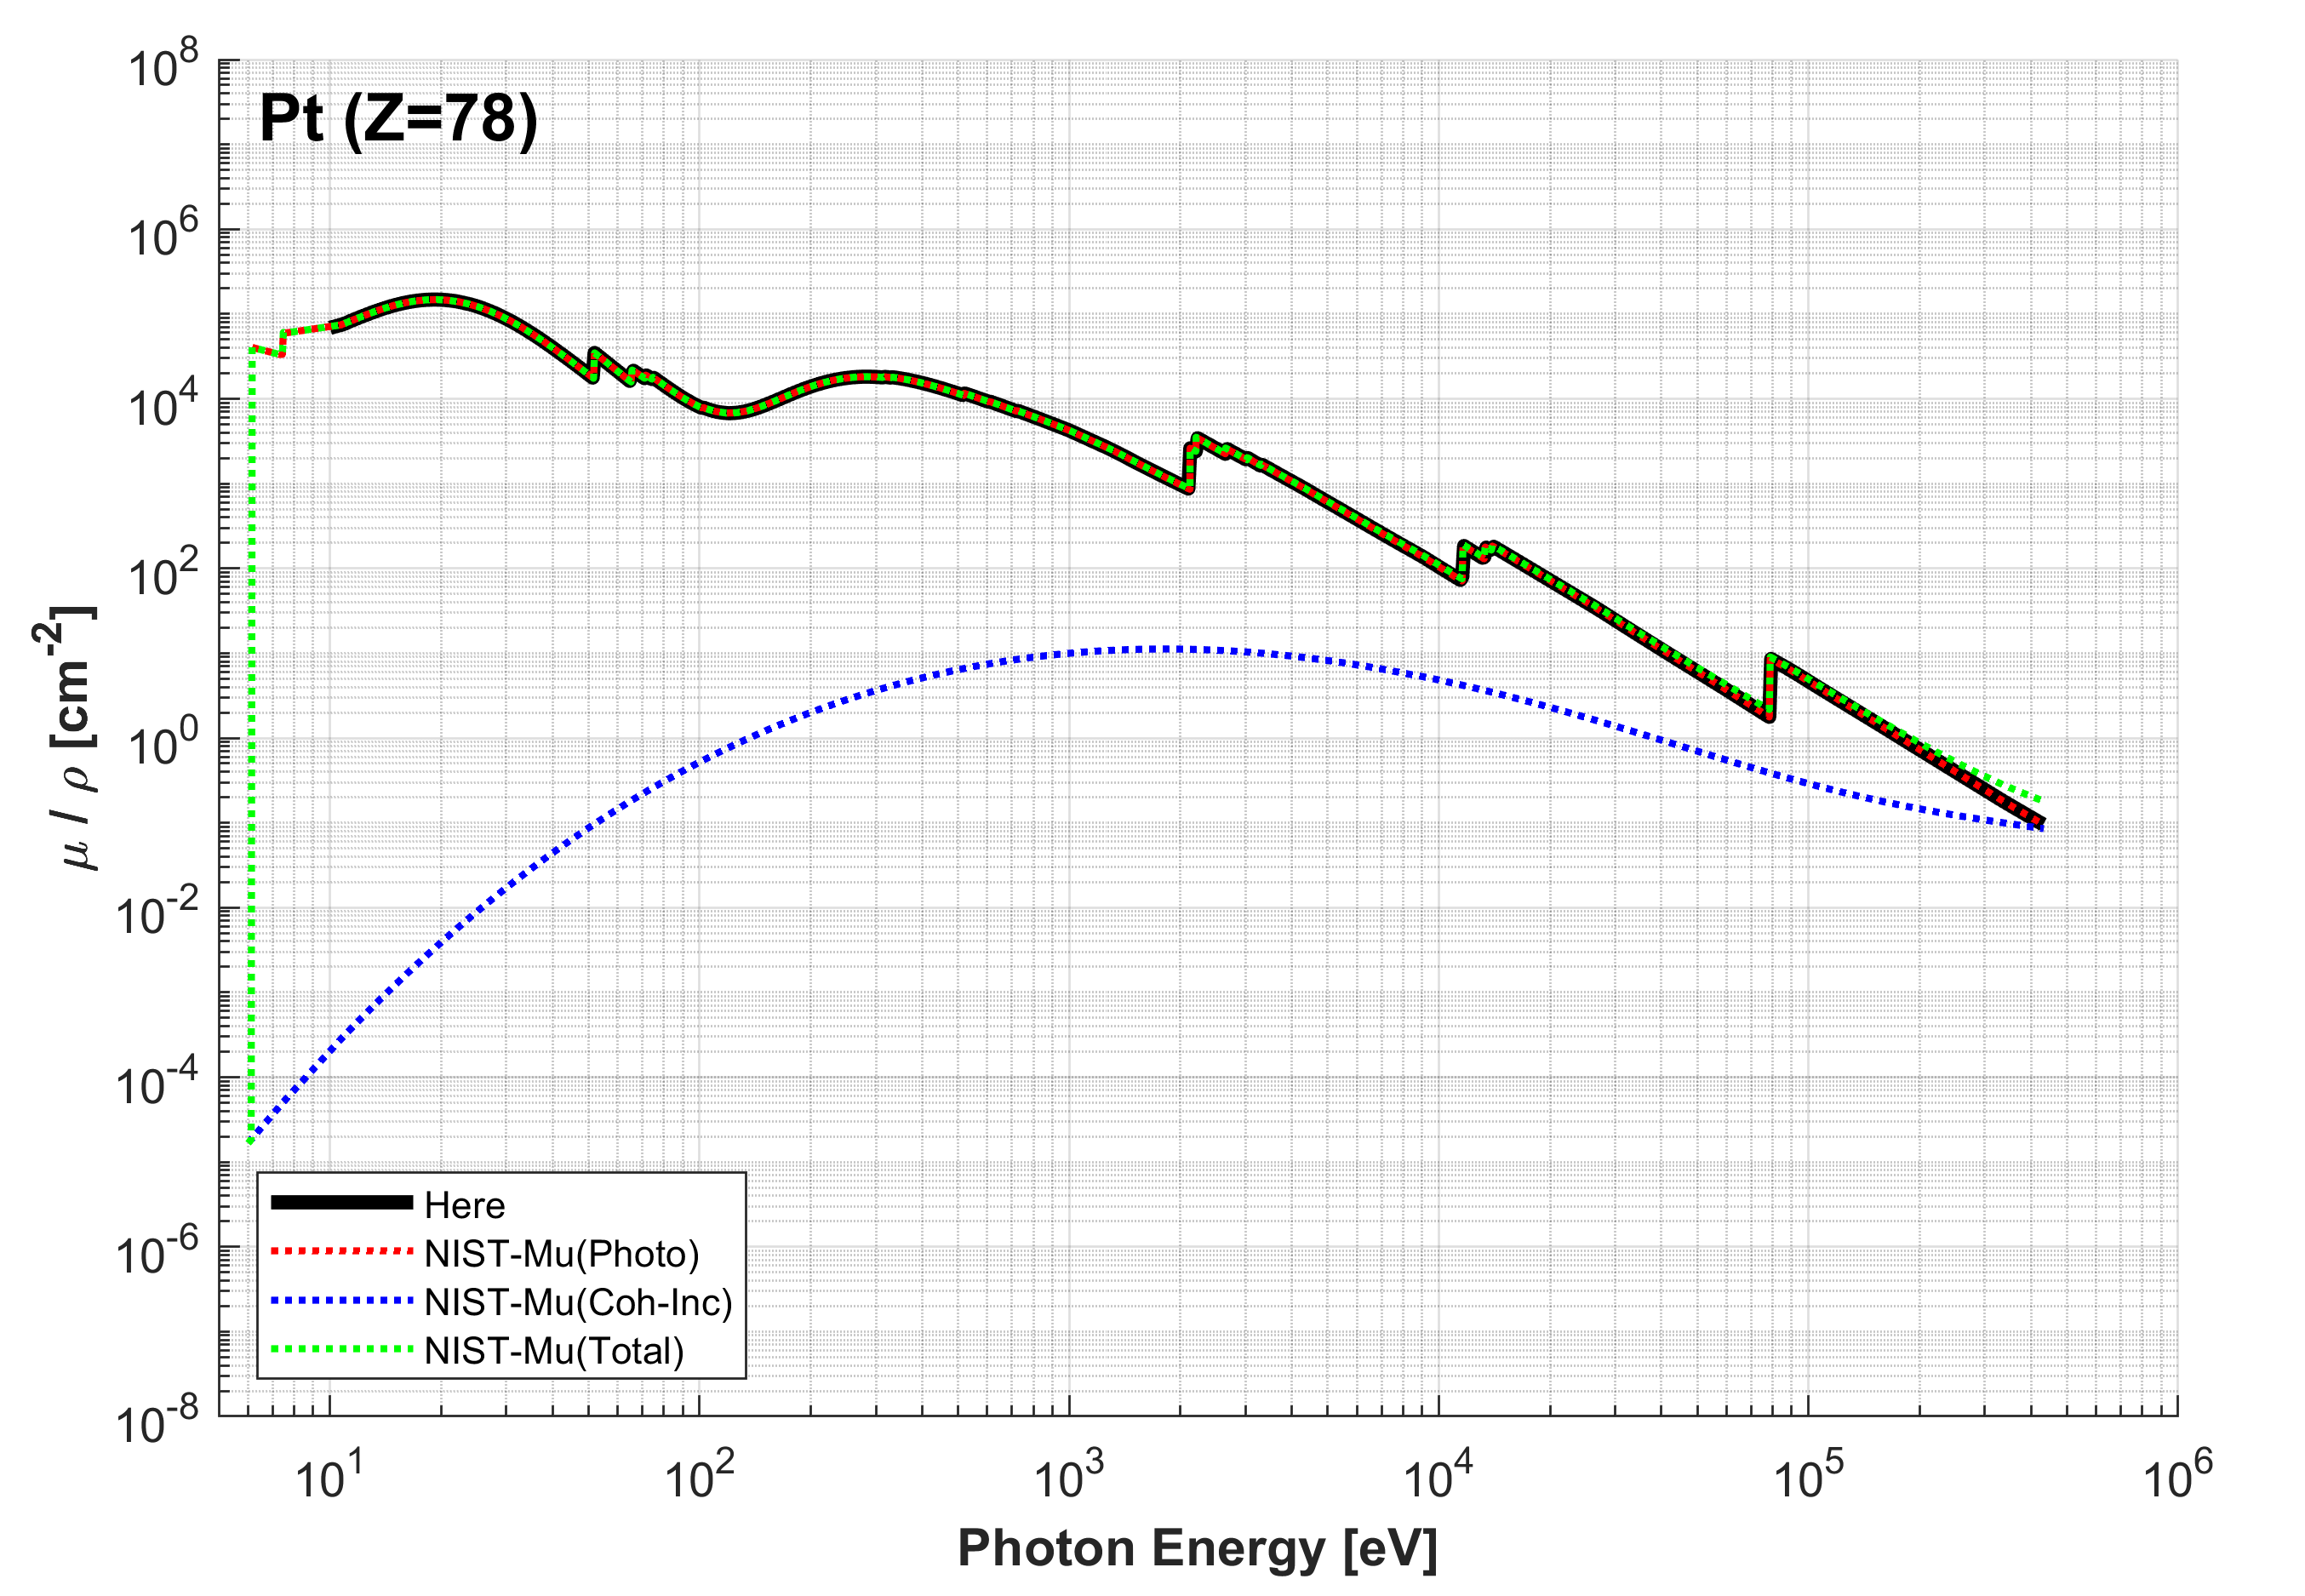 Pt (Z=78)
10^8
10^6
10^4
10^2
10^0
10^-2
10^-4
10^-6
10^-8
μ / ρ [cm^-2]
Here
NIST-Mu(Photo)
NIST-Mu(Coh-Inc)
NIST-Mu(Total)
10^1 10^2 10^3 10^4 10^5 10^6
Photon Energy [eV]